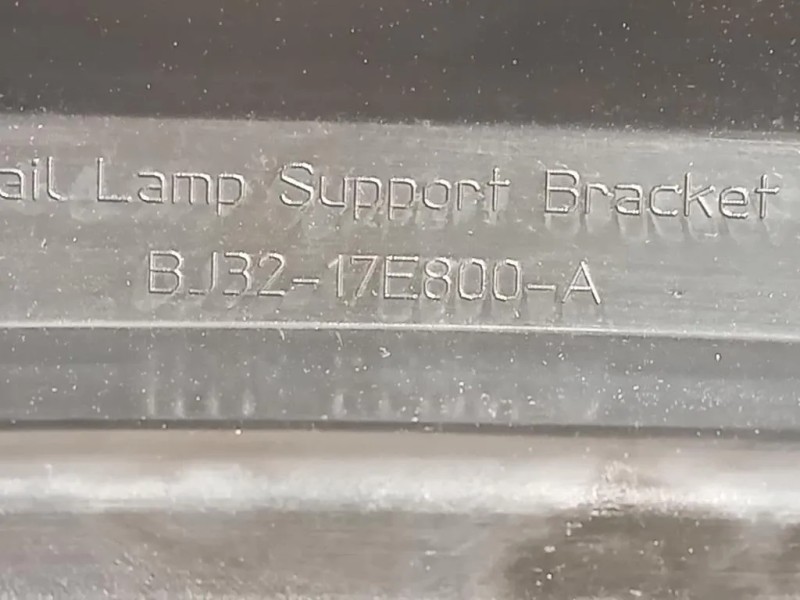 ail Lamp Support Bracket
BJ32-17E800-A